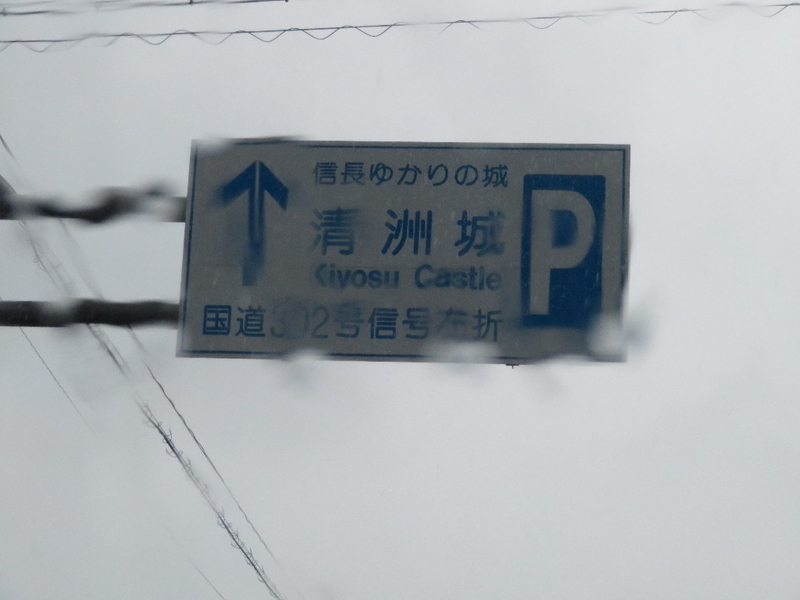 信長ゆかりの城
清洲城
Kiyosu Castle
P
国道302号信号左折